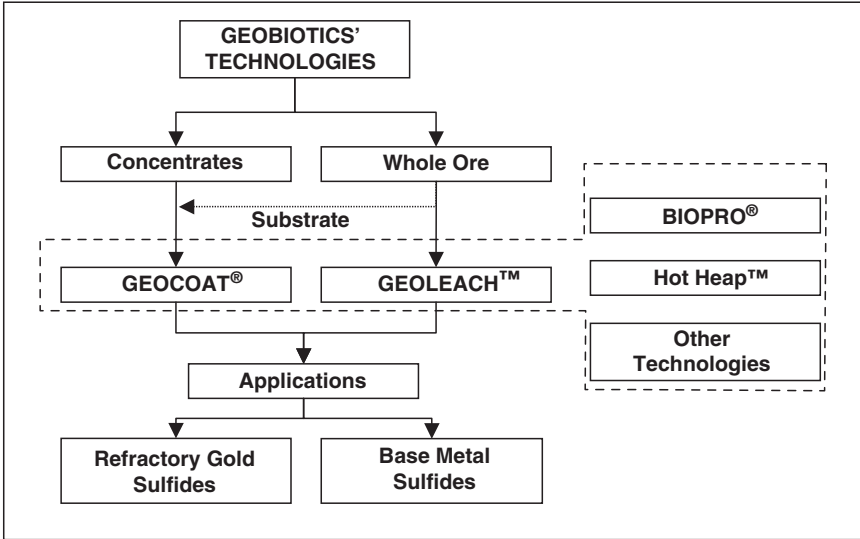 GEOBIOTICS’
TECHNOLOGIES
Concentrates
Whole Ore
Substrate
BIOPRO®
GEOCOAT®
GEOLEACH™
Hot Heap™
Other
Technologies
Applications
Refractory Gold
Sulfides
Base Metal
Sulfides